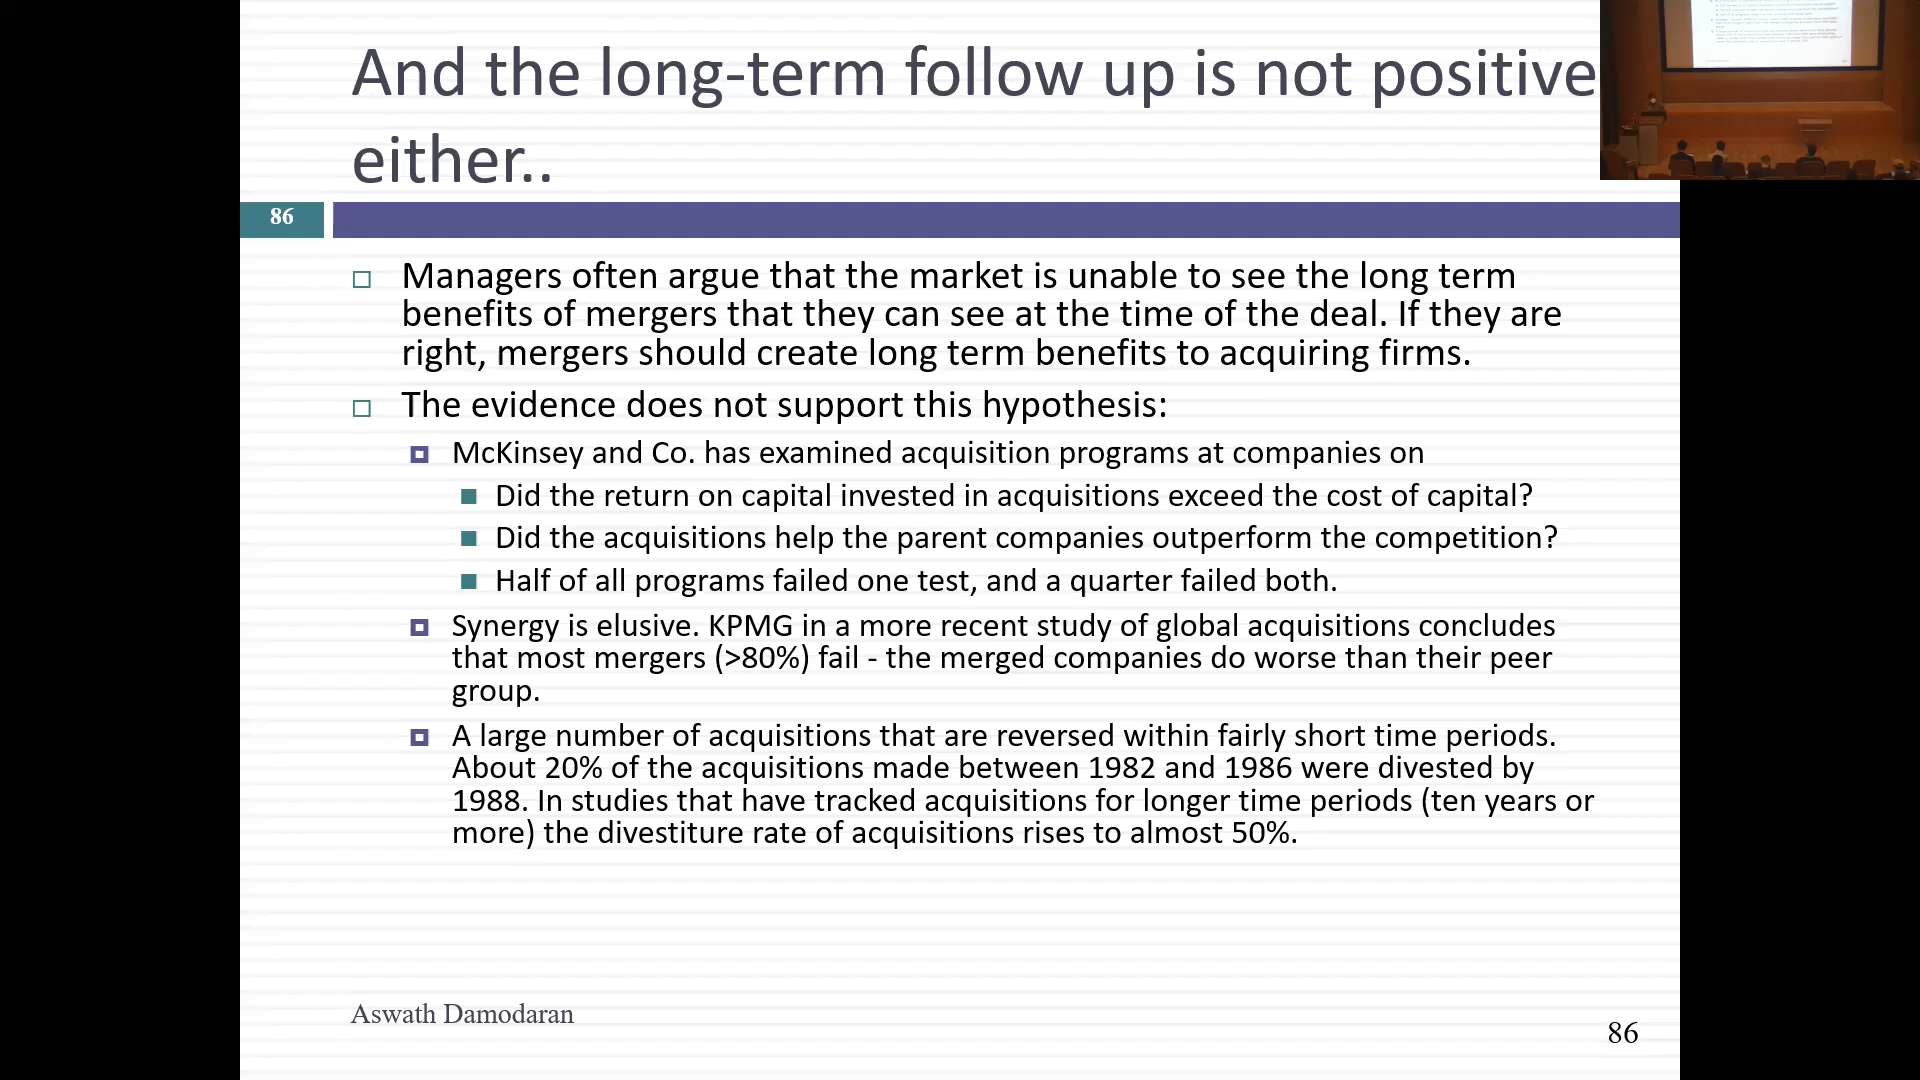 And the long-term follow up is not positive
either..
86
Managers often argue that the market is unable to see the long term
benefits of mergers that they can see at the time of the deal. If they are
right, mergers should create long term benefits to acquiring firms.
The evidence does not support this hypothesis:
McKinsey and Co. has examined acquisition programs at companies on
Did the return on capital invested in acquisitions exceed the cost of capital?
Did the acquisitions help the parent companies outperform the competition?
Half of all programs failed one test, and a quarter failed both.
Synergy is elusive. KPMG in a more recent study of global acquisitions concludes
that most mergers (>80%) fail - the merged companies do worse than their peer
group.
A large number of acquisitions that are reversed within fairly short time periods.
About 20% of the acquisitions made between 1982 and 1986 were divested by
1988. In studies that have tracked acquisitions for longer time periods (ten years or
more) the divestiture rate of acquisitions rises to almost 50%.
Aswath Damodaran
86